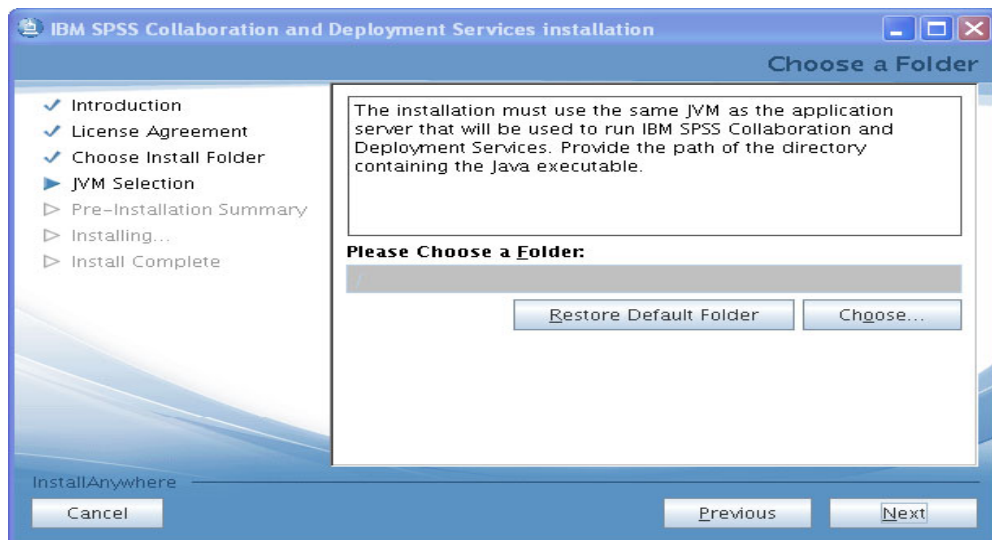 IBM SPSS Collaboration and Deployment Services installation
Choose a Folder
Introduction
License Agreement
Choose Install Folder
JVM Selection
Pre-Installation Summary
Installing...
Install Complete
The installation must use the same JVM as the application
server that will be used to run IBM SPSS Collaboration and
Deployment Services. Provide the path of the directory
containing the Java executable.
Please Choose a Folder:
/
Restore Default Folder
Choose...
InstallAnywhere
Cancel
Previous
Next